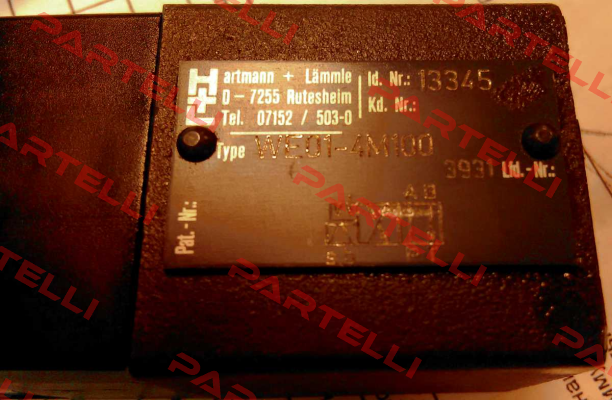 H+L
artmann + Lämmle
D - 7255 Rutesheim
Tel. 07152 / 503-0
Id. Nr.: 13345
Kd. Nr.:
Type WE01-4M100
3931 Lfd.-Nr.:
Pat.-Nr.:
PARTELLI
PARTELLI
PARTELLI
PARTELLI
PARTELLI